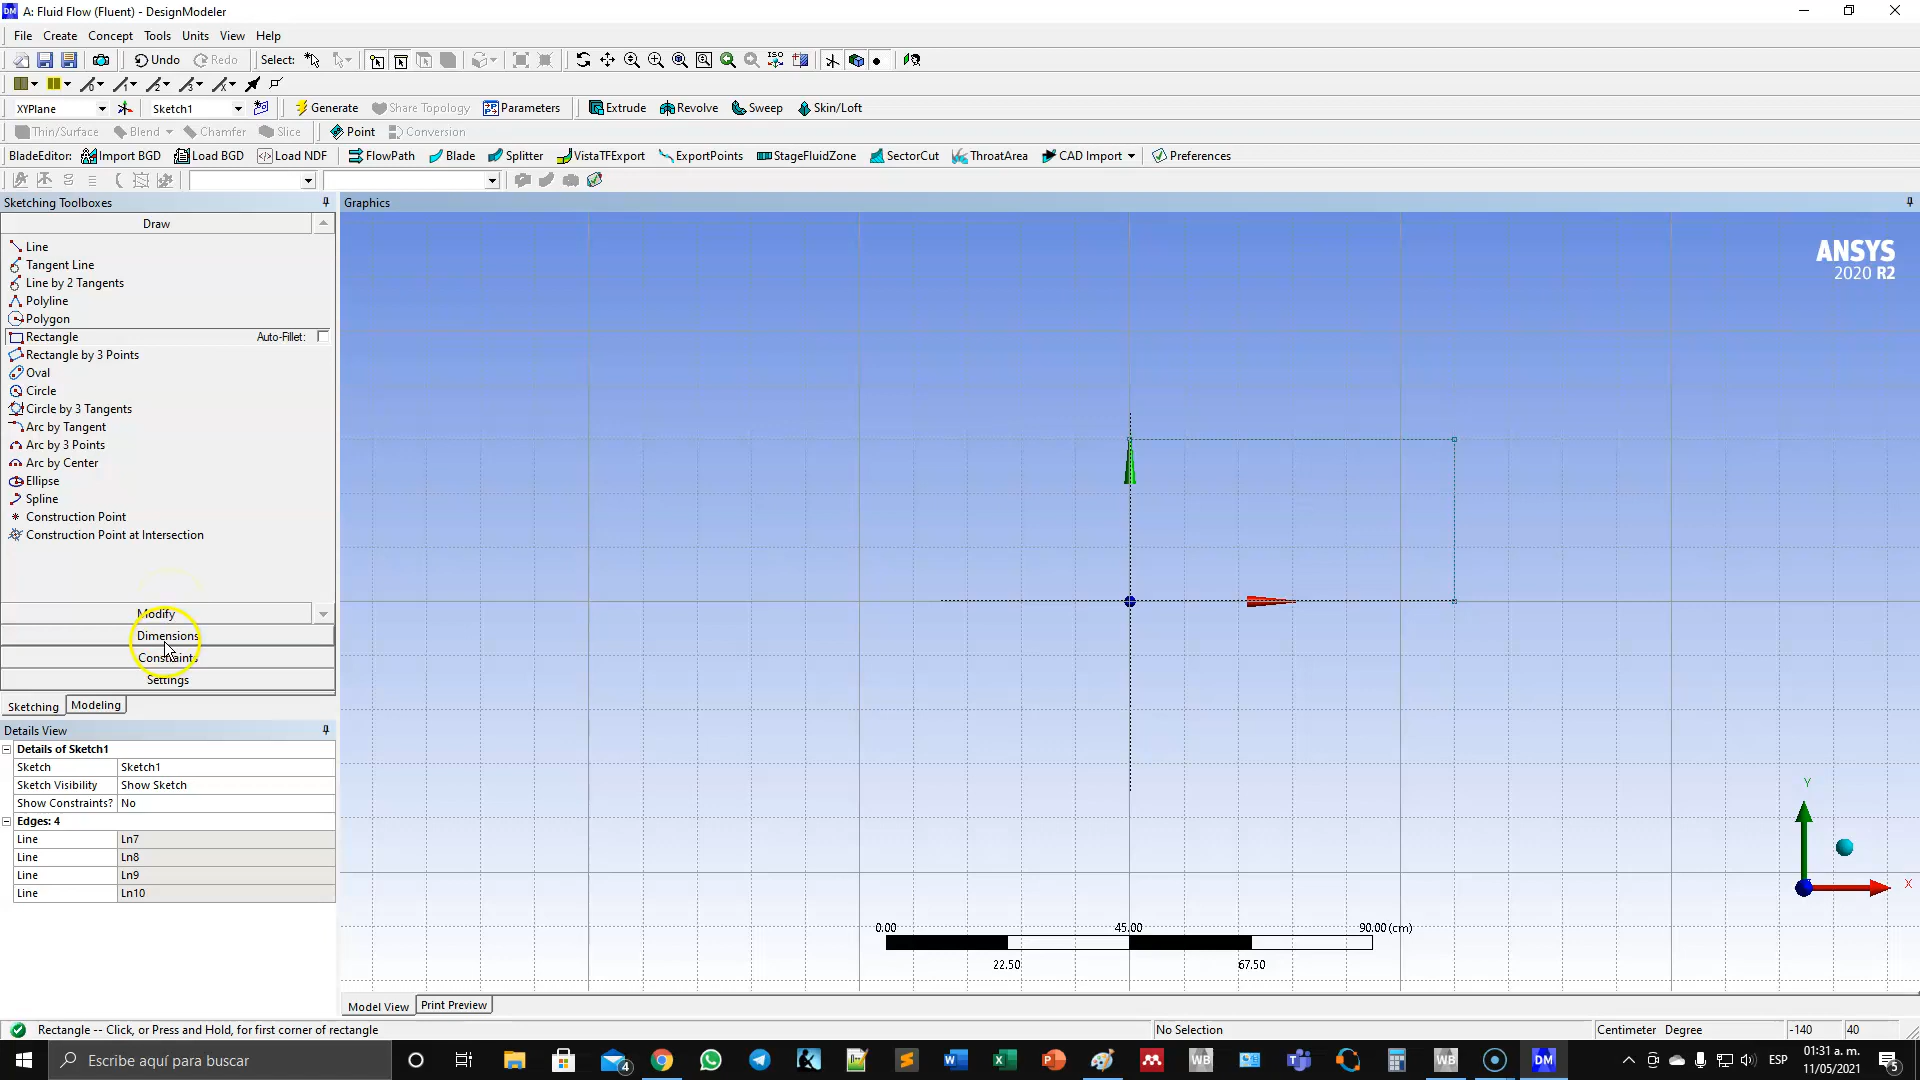 A: Fluid Flow (Fluent) - DesignModeler
File Create Concept Tools Units View Help
Undo Redo Select: ISO
XYPlane Sketch1 Generate Share Topology Parameters Extrude Revolve Sweep Skin/Loft
Thin/Surface Blend Chamfer Slice Point Conversion
BladeEditor: Import BGD Load BGD Load NDF FlowPath Blade Splitter VistaTFExport ExportPoints StageFluidZone SectorCut ThroatArea CAD Import Preferences
Sketching Toolboxes
Graphics
Draw
Line
Tangent Line
Line by 2 Tangents
Polyline
Polygon
Rectangle Auto-Fillet:
Rectangle by 3 Points
Oval
Circle
Circle by 3 Tangents
Arc by Tangent
Arc by 3 Points
Arc by Center
Ellipse
Spline
Construction Point
Construction Point at Intersection
Modify
Dimensions
Constraints
Settings
Sketching Modeling
Details View
Details of Sketch1
Sketch Sketch1
Sketch Visibility Show Sketch
Show Constraints? No
Edges: 4
Line Ln7
Line Ln8
Line Ln9
Line Ln10
ANSYS
2020 R2
Y
X
0.00 45.00 90.00 (cm)
22.50 67.50
Model View Print Preview
Rectangle -- Click, or Press and Hold, for first corner of rectangle
No Selection
Centimeter Degree -140 40
Escribe aquí para buscar
4
ESP
01:31 a. m.
11/05/2021
5